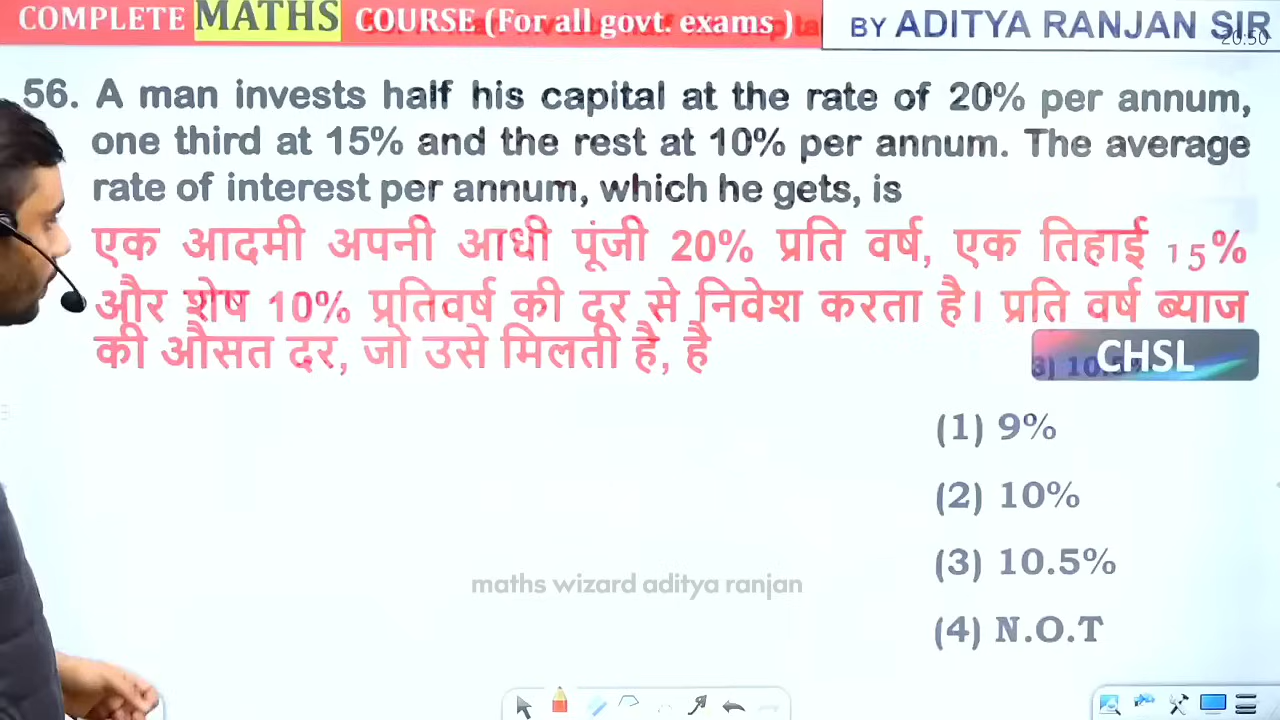 COMPLETE MATHS COURSE (For all govt. exams )
BY ADITYA RANJAN SIR
20:50
56. A man invests half his capital at the rate of 20% per annum,
one third at 15% and the rest at 10% per annum. The average
rate of interest per annum, which he gets, is
एक आदमी अपनी आधी पूंजी 20% प्रति वर्ष, एक तिहाई 15%
और शेष 10% प्रतिवर्ष की दर से निवेश करता है। प्रति वर्ष ब्याज
की औसत दर, जो उसे मिलती है, है
CHSL
(1) 9%
(2) 10%
(3) 10.5%
(4) N.O.T
maths wizard aditya ranjan